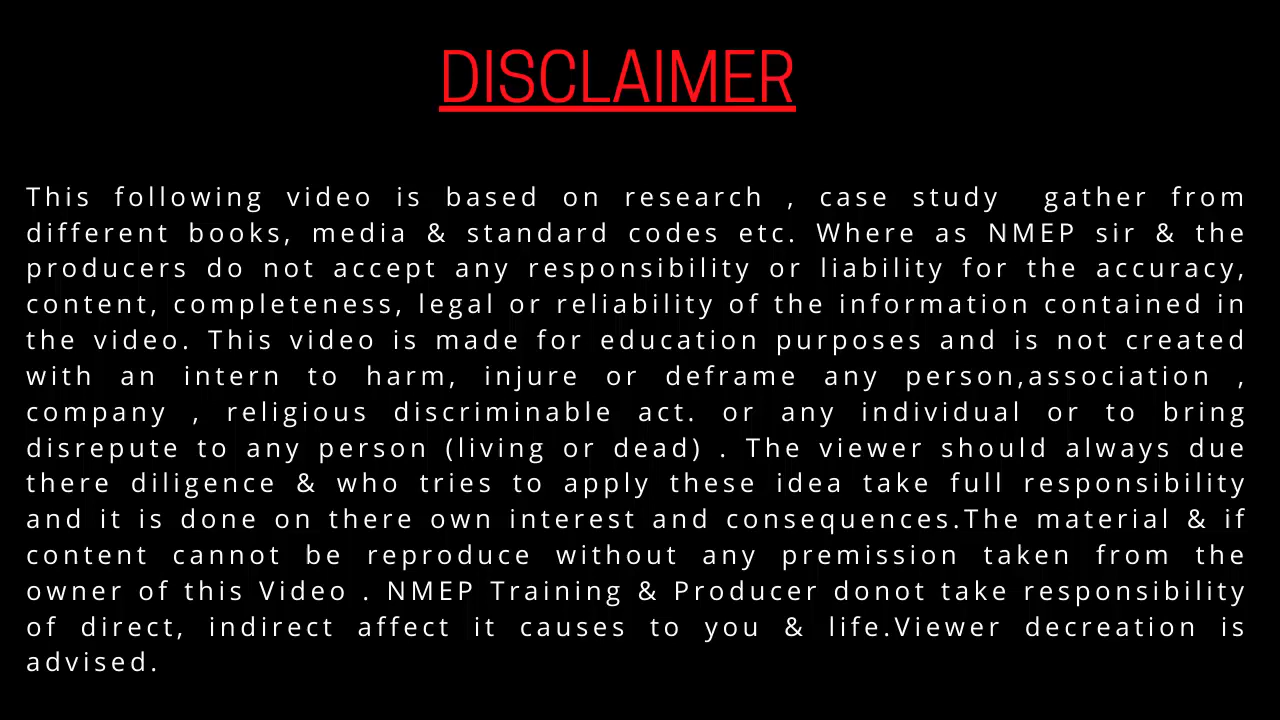 DISCLAIMER
This following video is based on research , case study gather from
different books, media & standard codes etc. Where as NMEP sir & the
producers do not accept any responsibility or liability for the accuracy,
content, completeness, legal or reliability of the information contained in
the video. This video is made for education purposes and is not created
with an intern to harm, injure or deframe any person,association ,
company , religious discriminable act. or any individual or to bring
disrepute to any person (living or dead) . The viewer should always due
there diligence & who tries to apply these idea take full responsibility
and it is done on there own interest and consequences.The material & if
content cannot be reproduce without any premission taken from the
owner of this Video . NMEP Training & Producer donot take responsibility
of direct, indirect affect it causes to you & life.Viewer decreation is
advised.